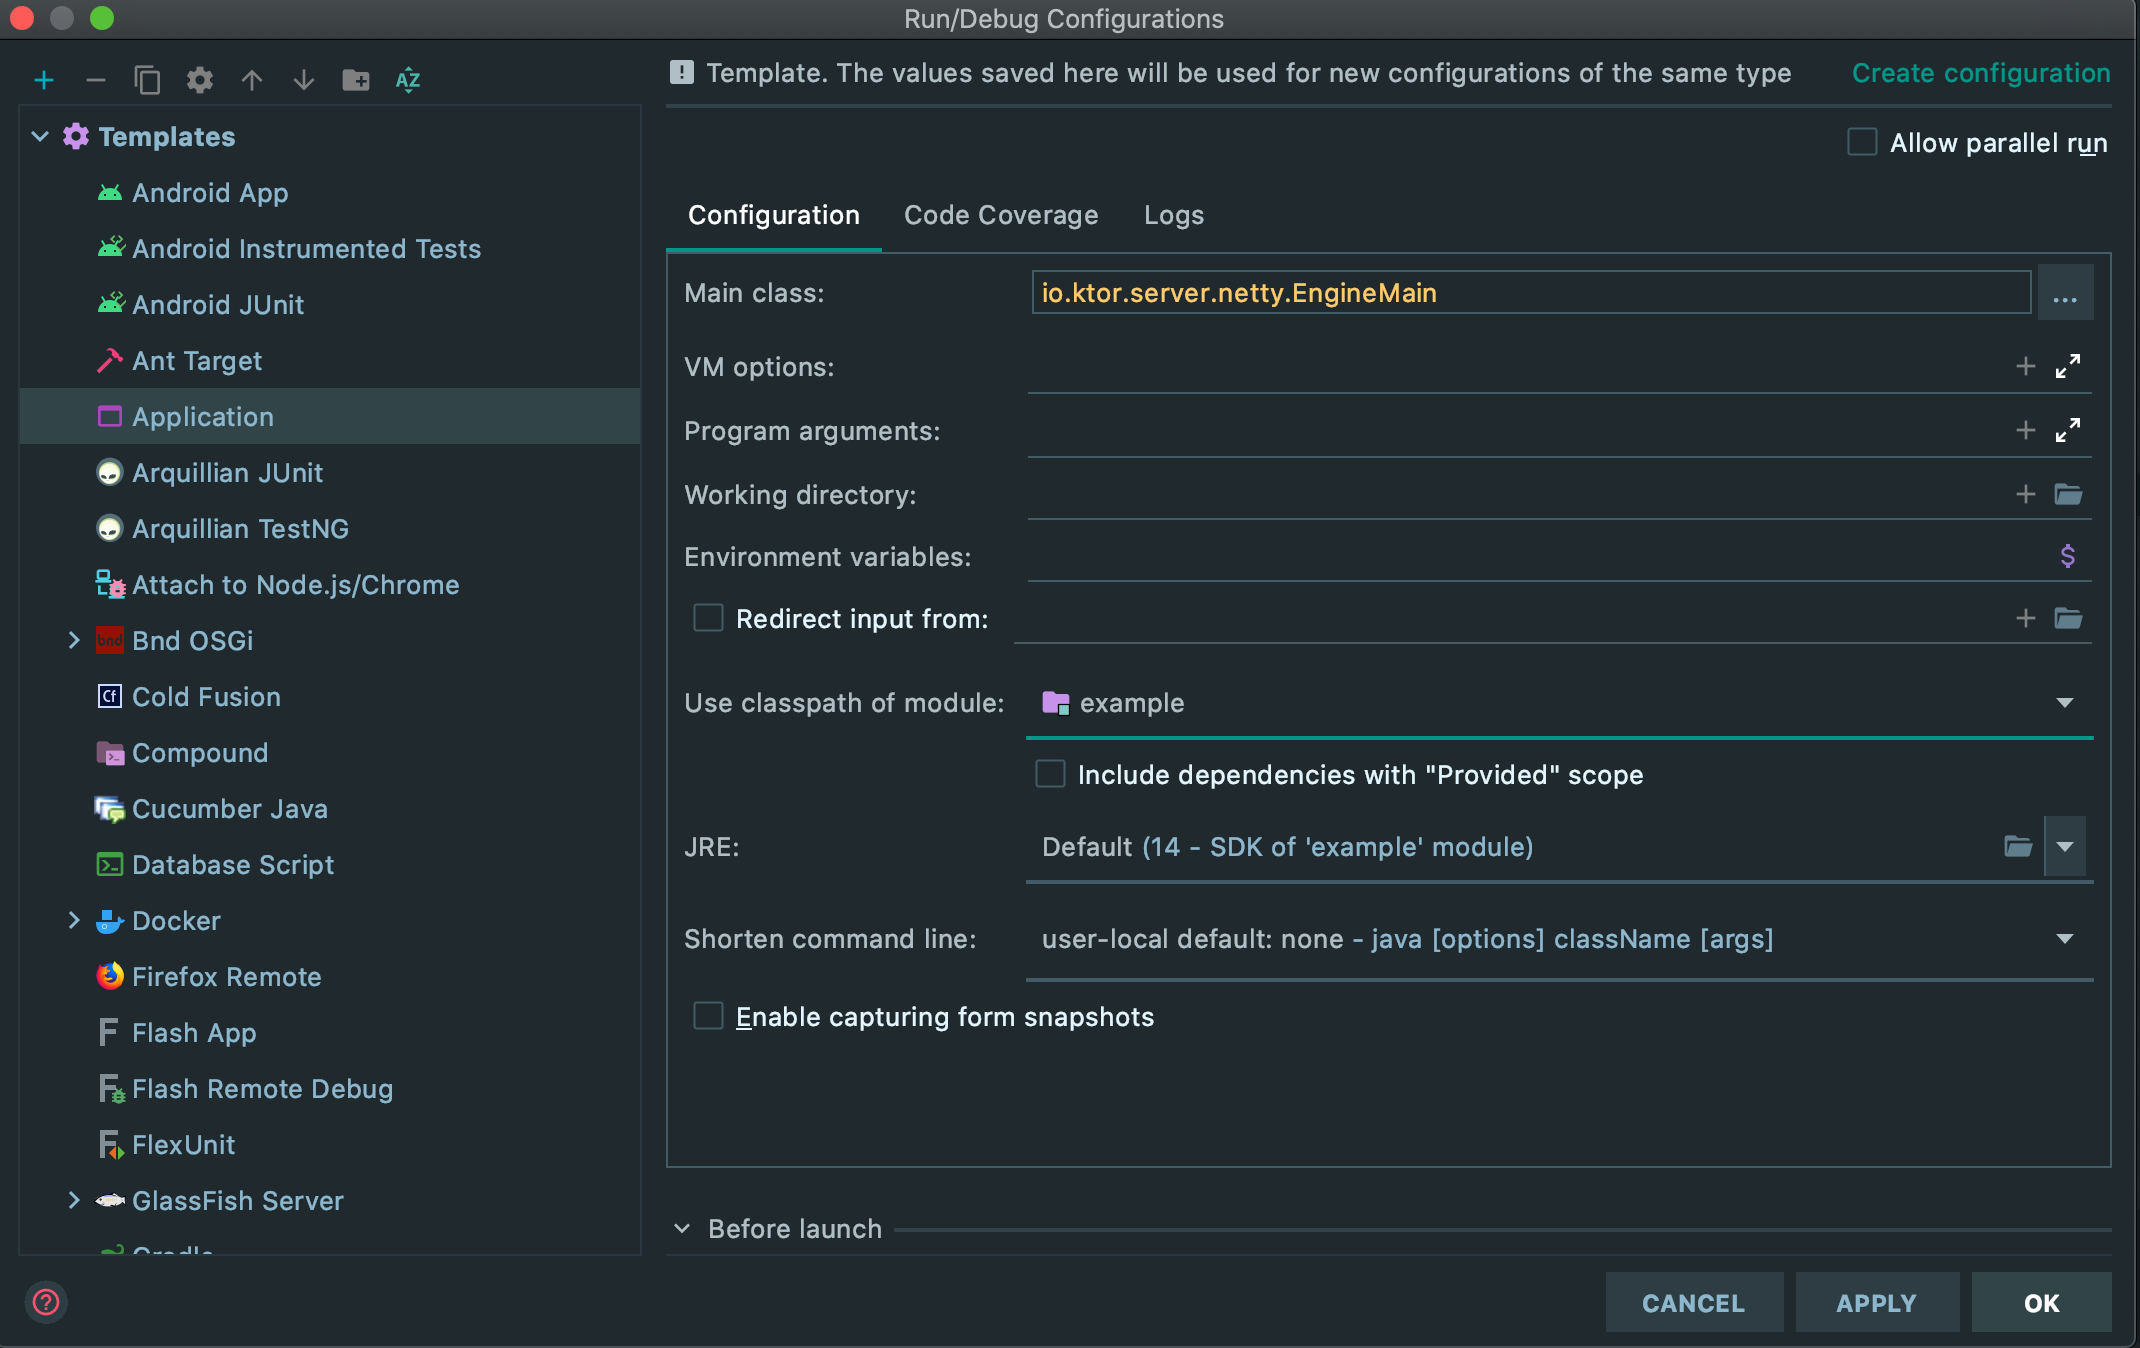 Run/Debug Configurations
Templates
Android App
Android Instrumented Tests
Android JUnit
Ant Target
Application
Arquillian JUnit
Arquillian TestNG
Attach to Node.js/Chrome
bnd Bnd OSGi
Cf Cold Fusion
Compound
Cucumber Java
Database Script
Docker
Firefox Remote
Flash App
Flash Remote Debug
FlexUnit
GlassFish Server
Gradle
Template. The values saved here will be used for new configurations of the same type Create configuration
Allow parallel run
Configuration Code Coverage Logs
Main class: io.ktor.server.netty.EngineMain ...
VM options:
Program arguments:
Working directory:
Environment variables: $
Redirect input from:
Use classpath of module: example
Include dependencies with "Provided" scope
JRE: Default (14 - SDK of 'example' module)
Shorten command line: user-local default: none - java [options] className [args]
Enable capturing form snapshots
Before launch
? CANCEL APPLY OK